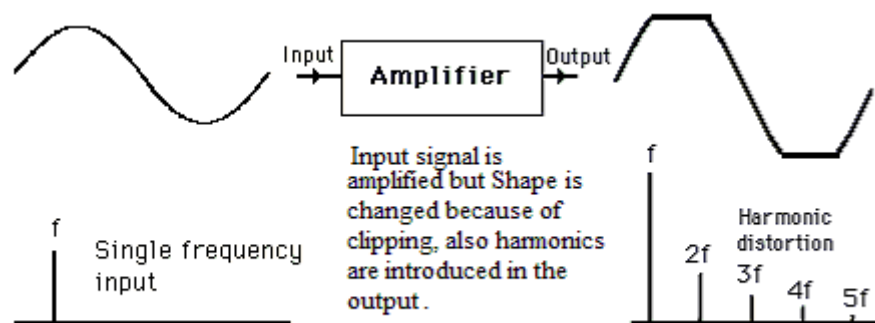 Input
Amplifier
Output
Input signal is
amplified but Shape is
changed because of
clipping, also harmonics
are introduced in the
output .
f
Single frequency
input
f
Harmonic
distortion
2f
3f
4f
5f